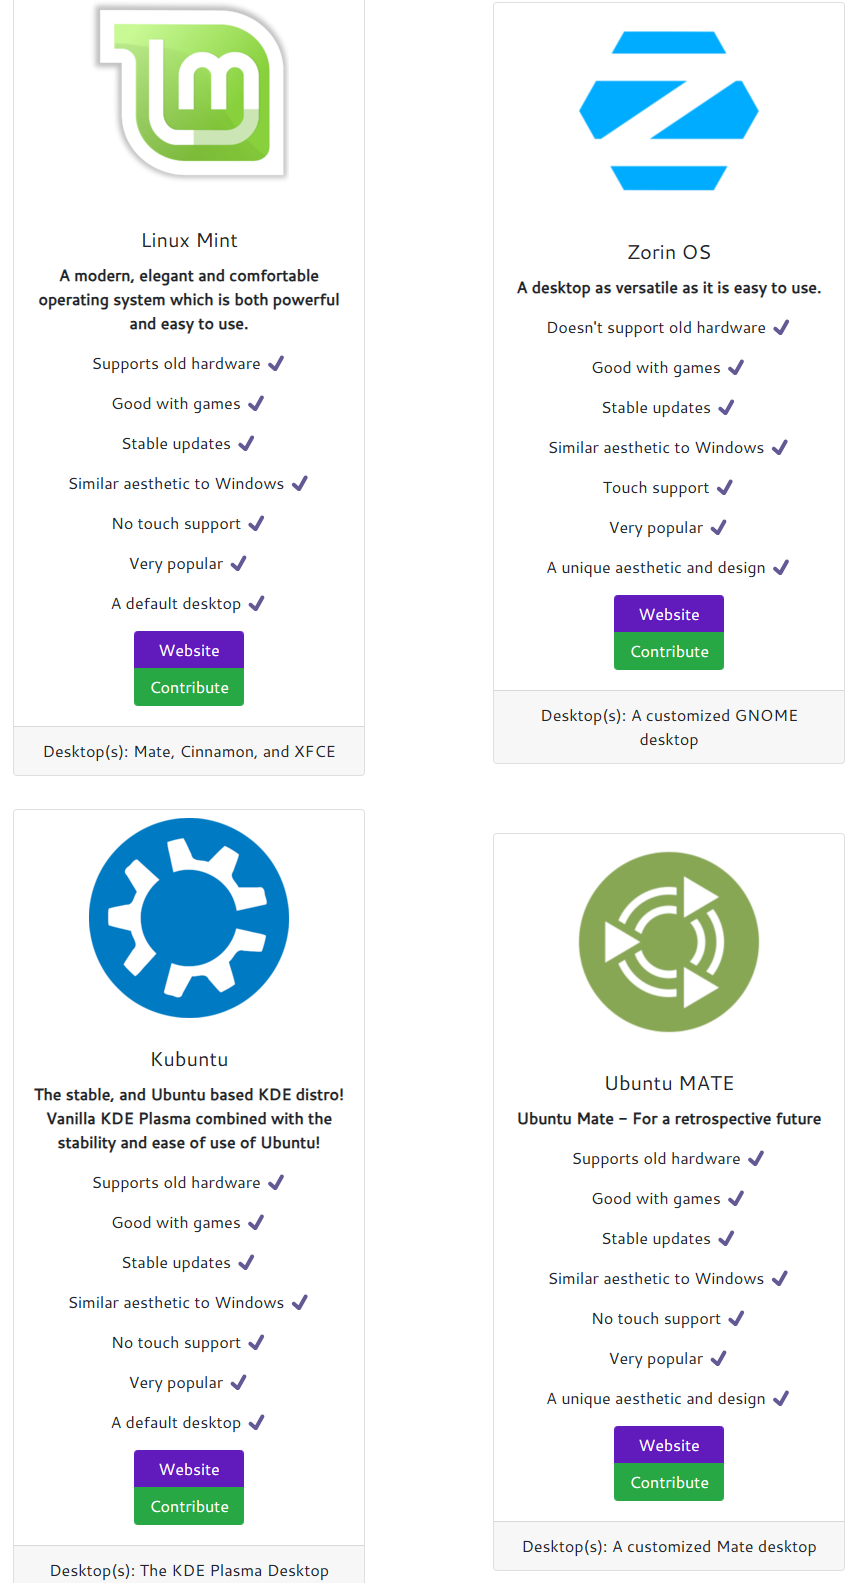 lm
Linux Mint
A modern, elegant and comfortable
operating system which is both powerful
and easy to use.
Supports old hardware ✔
Good with games ✔
Stable updates ✔
Similar aesthetic to Windows ✔
No touch support ✔
Very popular ✔
A default desktop ✔
Website
Contribute
Desktop(s): Mate, Cinnamon, and XFCE
Z
Zorin OS
A desktop as versatile as it is easy to use.
Doesn't support old hardware ✔
Good with games ✔
Stable updates ✔
Similar aesthetic to Windows ✔
Touch support ✔
Very popular ✔
A unique aesthetic and design ✔
Website
Contribute
Desktop(s): A customized GNOME
desktop
Kubuntu
The stable, and Ubuntu based KDE distro!
Vanilla KDE Plasma combined with the
stability and ease of use of Ubuntu!
Supports old hardware ✔
Good with games ✔
Stable updates ✔
Similar aesthetic to Windows ✔
No touch support ✔
Very popular ✔
A default desktop ✔
Website
Contribute
Desktop(s): The KDE Plasma Desktop
Ubuntu MATE
Ubuntu Mate - For a retrospective future
Supports old hardware ✔
Good with games ✔
Stable updates ✔
Similar aesthetic to Windows ✔
No touch support ✔
Very popular ✔
A unique aesthetic and design ✔
Website
Contribute
Desktop(s): A customized Mate desktop